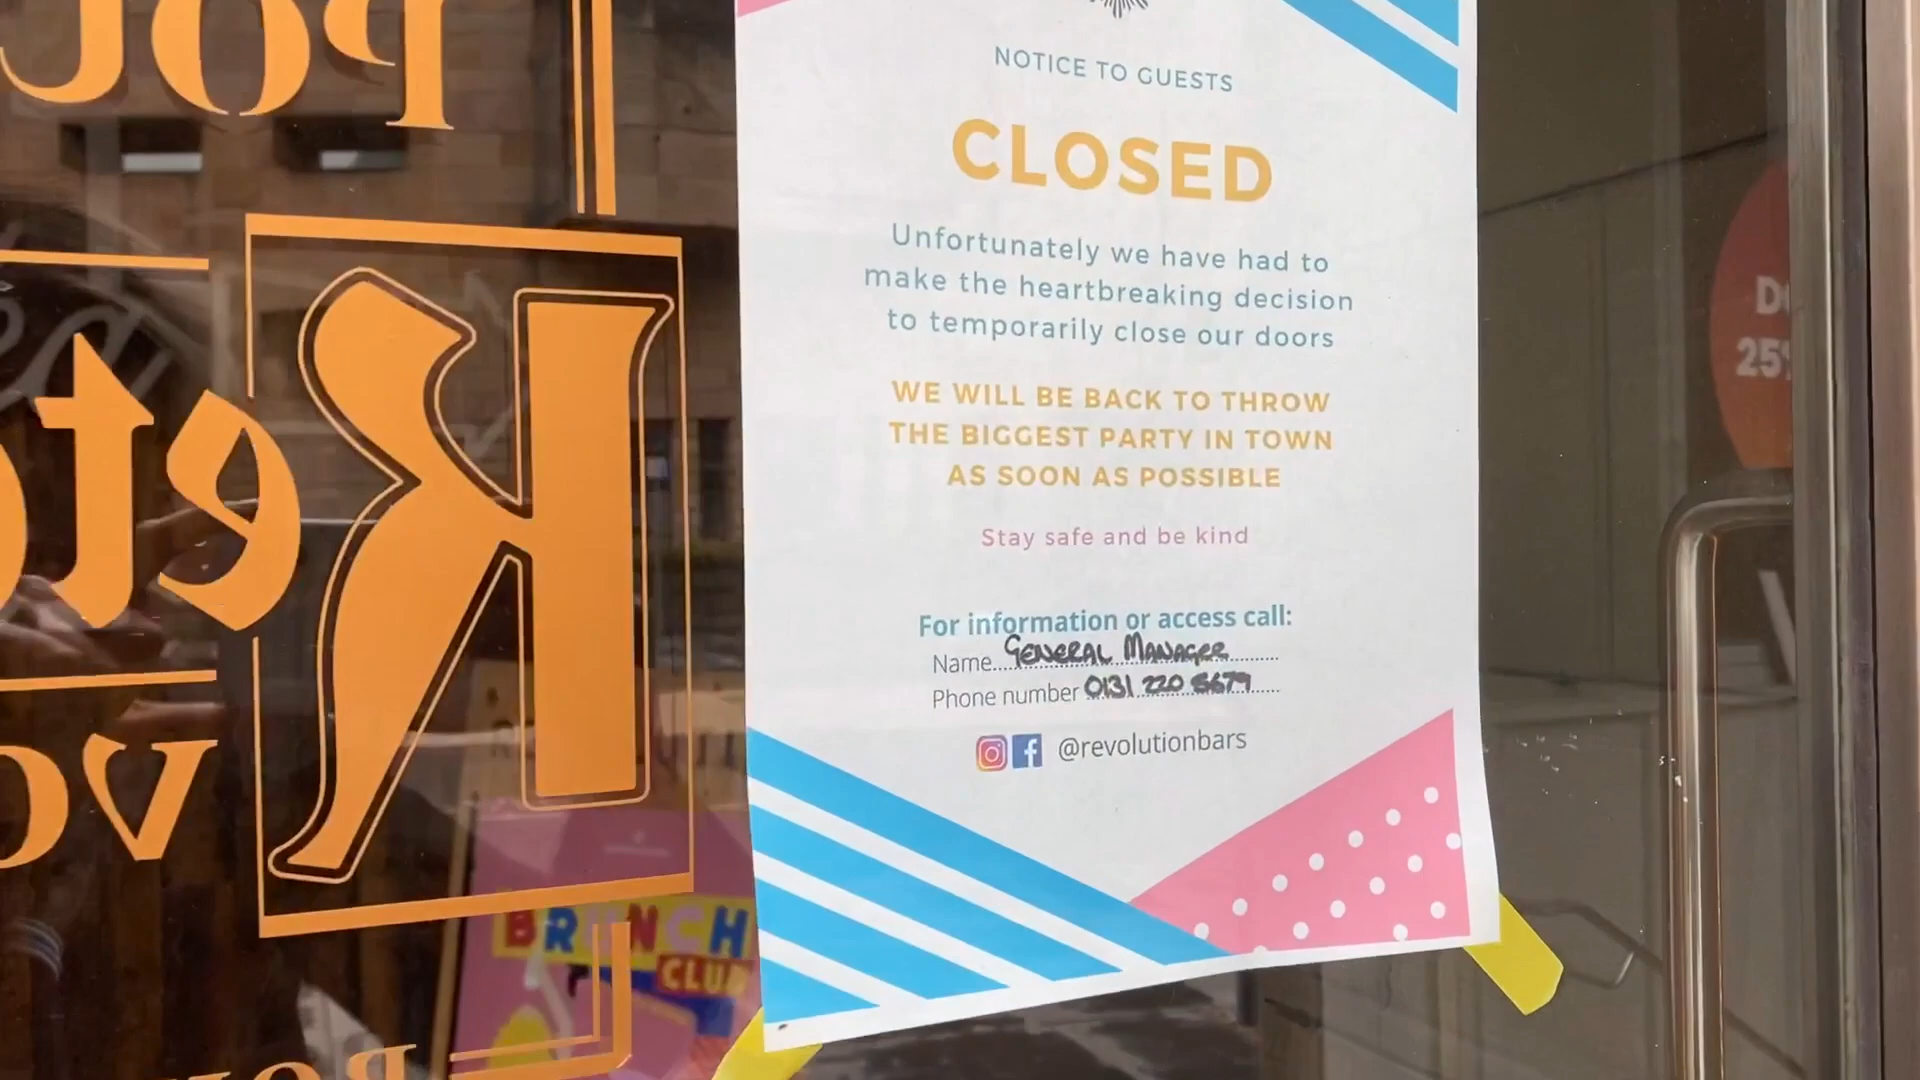 NOTICE TO GUESTS
CLOSED
Unfortunately we have had to
make the heartbreaking decision
to temporarily close our doors
WE WILL BE BACK TO THROW
THE BIGGEST PARTY IN TOWN
AS SOON AS POSSIBLE
Stay safe and be kind
For information or access call:
Name GENERAL MANAGER
Phone number 0131 220 5679
@revolutionbars
BRUNCH
CLUB